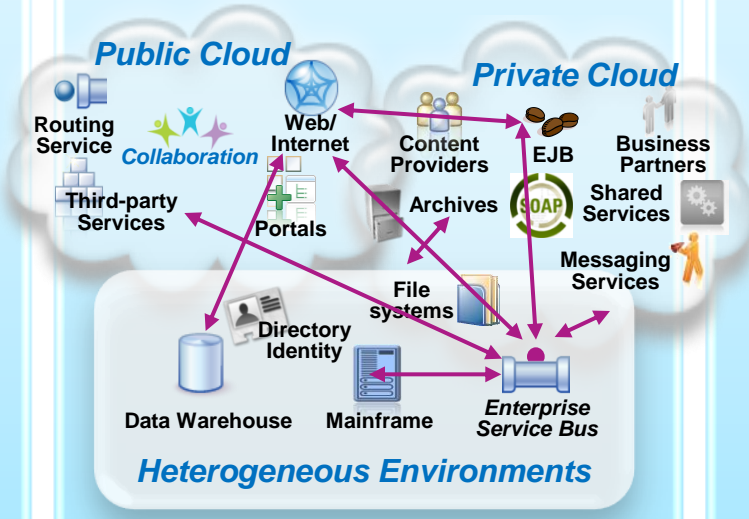 Public Cloud
Private Cloud
Routing
Service
Collaboration
Web/
Internet
Content
Providers
EJB
Business
Partners
Third-party
Services
Portals
Archives
SOAP
Shared
Services
Messaging
Services
File
systems
Directory
Identity
Data Warehouse
Mainframe
Enterprise
Service Bus
Heterogeneous Environments